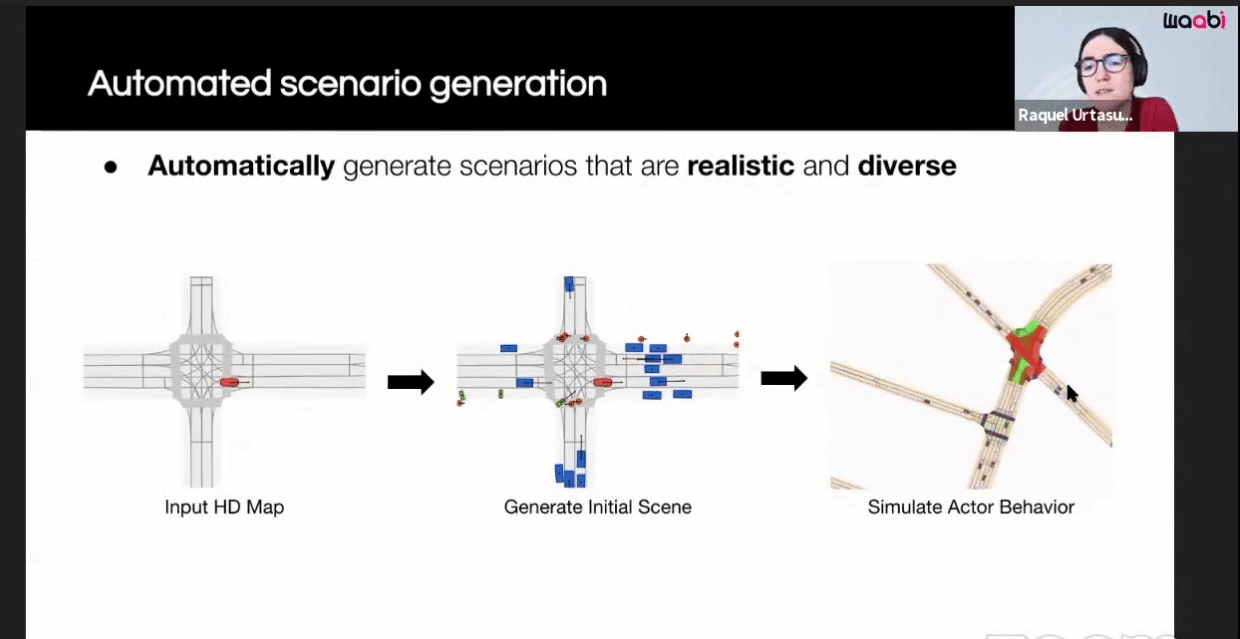 waabi
Automated scenario generation
Raquel Urtasu...
● Automatically generate scenarios that are realistic and diverse
Input HD Map
Generate Initial Scene
Simulate Actor Behavior
zoom